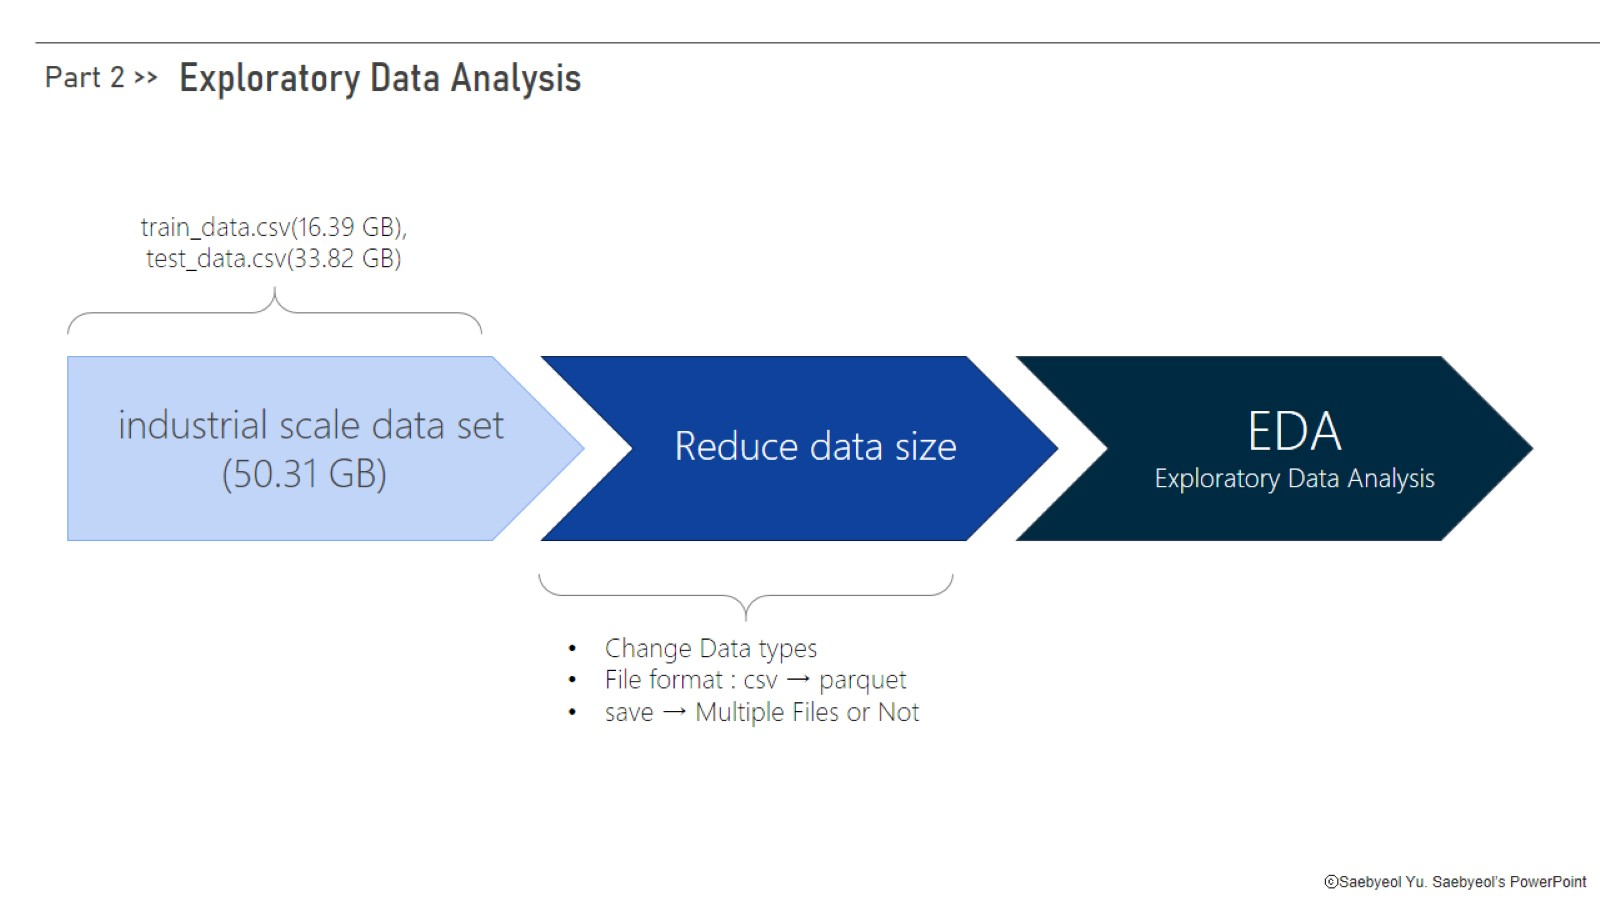 Part 2 >> Exploratory Data Analysis
train_data.csv(16.39 GB),
test_data.csv(33.82 GB)
industrial scale data set
(50.31 GB)
Reduce data size
EDA
Exploratory Data Analysis
• Change Data types
• File format : csv → parquet
• save → Multiple Files or Not
ⓒSaebyeol Yu. Saebyeol's PowerPoint